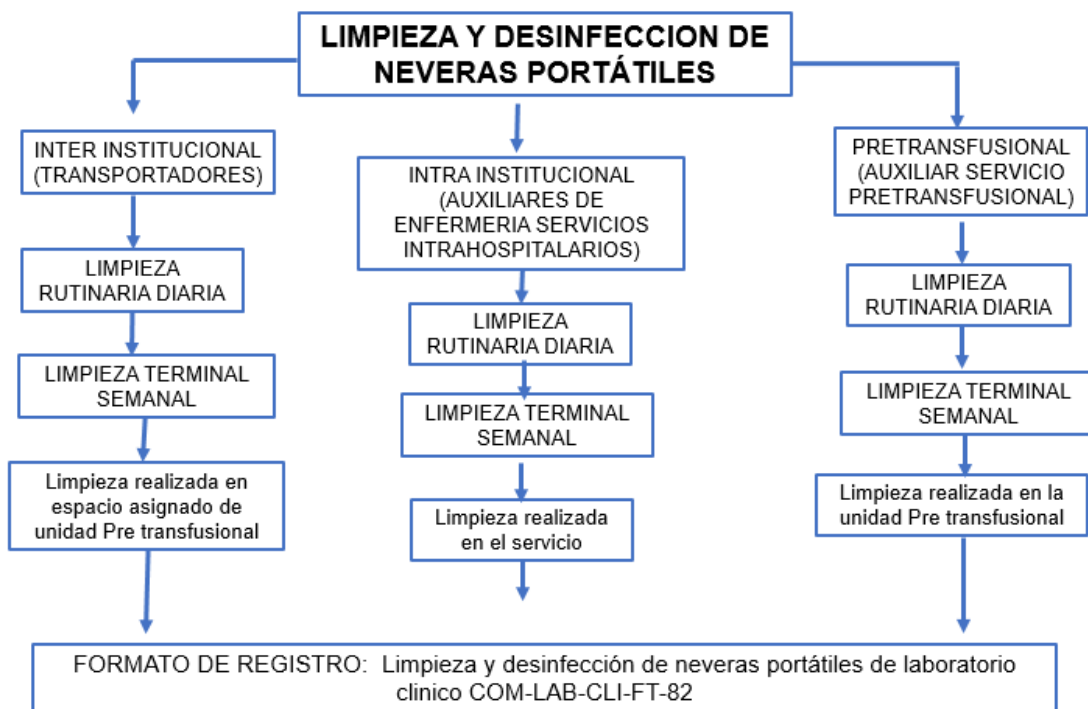 LIMPIEZA Y DESINFECCION DE
NEVERAS PORTÁTILES
INTER INSTITUCIONAL
(TRANSPORTADORES)
LIMPIEZA
RUTINARIA DIARIA
LIMPIEZA TERMINAL
SEMANAL
Limpieza realizada en
espacio asignado de
unidad Pre transfusional
INTRA INSTITUCIONAL
(AUXILIARES DE
ENFERMERIA SERVICIOS
INTRAHOSPITALARIOS)
LIMPIEZA
RUTINARIA DIARIA
LIMPIEZA TERMINAL
SEMANAL
Limpieza realizada
en el servicio
PRETRANSFUSIONAL
(AUXILIAR SERVICIO
PRETRANSFUSIONAL)
LIMPIEZA
RUTINARIA DIARIA
LIMPIEZA TERMINAL
SEMANAL
Limpieza realizada en la
unidad Pre transfusional
FORMATO DE REGISTRO: Limpieza y desinfección de neveras portátiles de laboratorio
clinico COM-LAB-CLI-FT-82